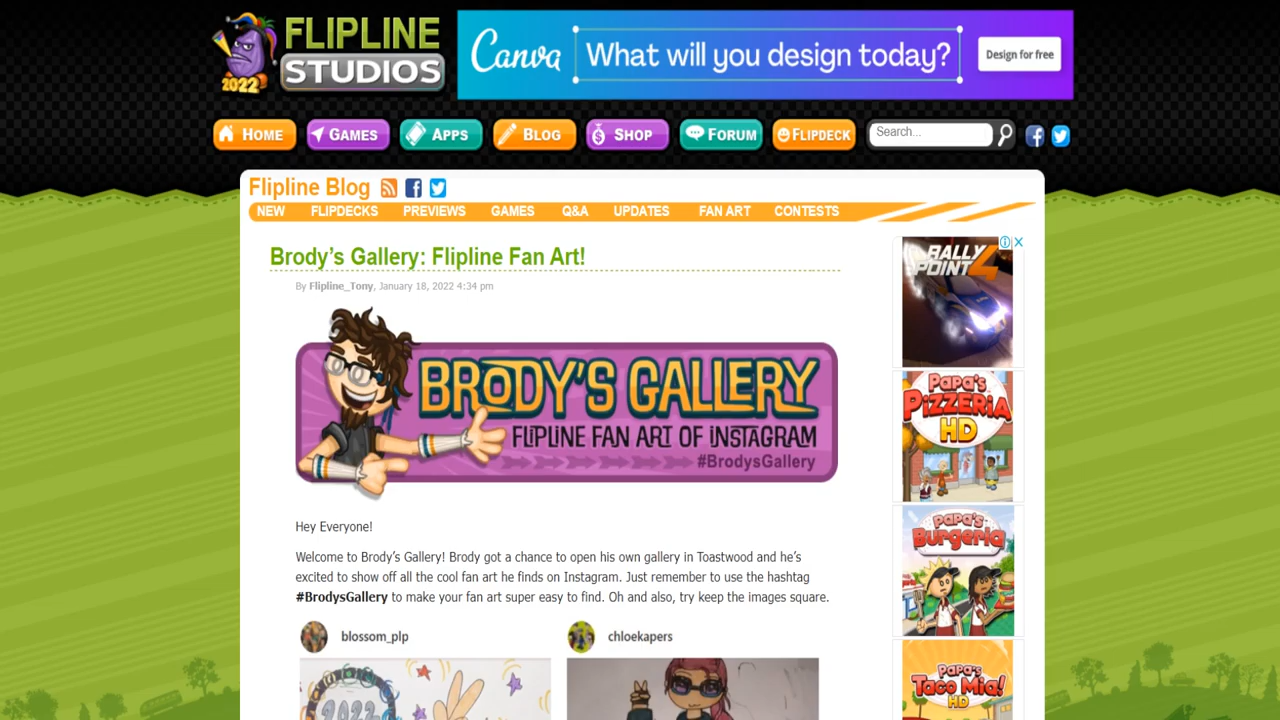 FLIPLINE
STUDIOS
2022
Canva
What will you design today?
Design for free
HOME
GAMES
APPS
BLOG
SHOP
FORUM
FLIPDECK
Search...
Flipline Blog
NEW
FLIPDECKS
PREVIEWS
GAMES
Q&A
UPDATES
FAN ART
CONTESTS
Brody's Gallery: Flipline Fan Art!
By Flipline_Tony, January 18, 2022 4:34 pm
BRODY'S GALLERY
FLIPLINE FAN ART OF INSTAGRAM
#BrodysGallery
Hey Everyone!
Welcome to Brody's Gallery! Brody got a chance to open his own gallery in Toastwood and he's
excited to show off all the cool fan art he finds on Instagram. Just remember to use the hashtag
#BrodysGallery to make your fan art super easy to find. Oh and also, try keep the images square.
blossom_plp
chloekapers
2022
RALLY
POINT 4
Papa's
PIZZERIA
HD
PAPA'S
BURGERIA
PAPA'S
TACO MIA!
HD